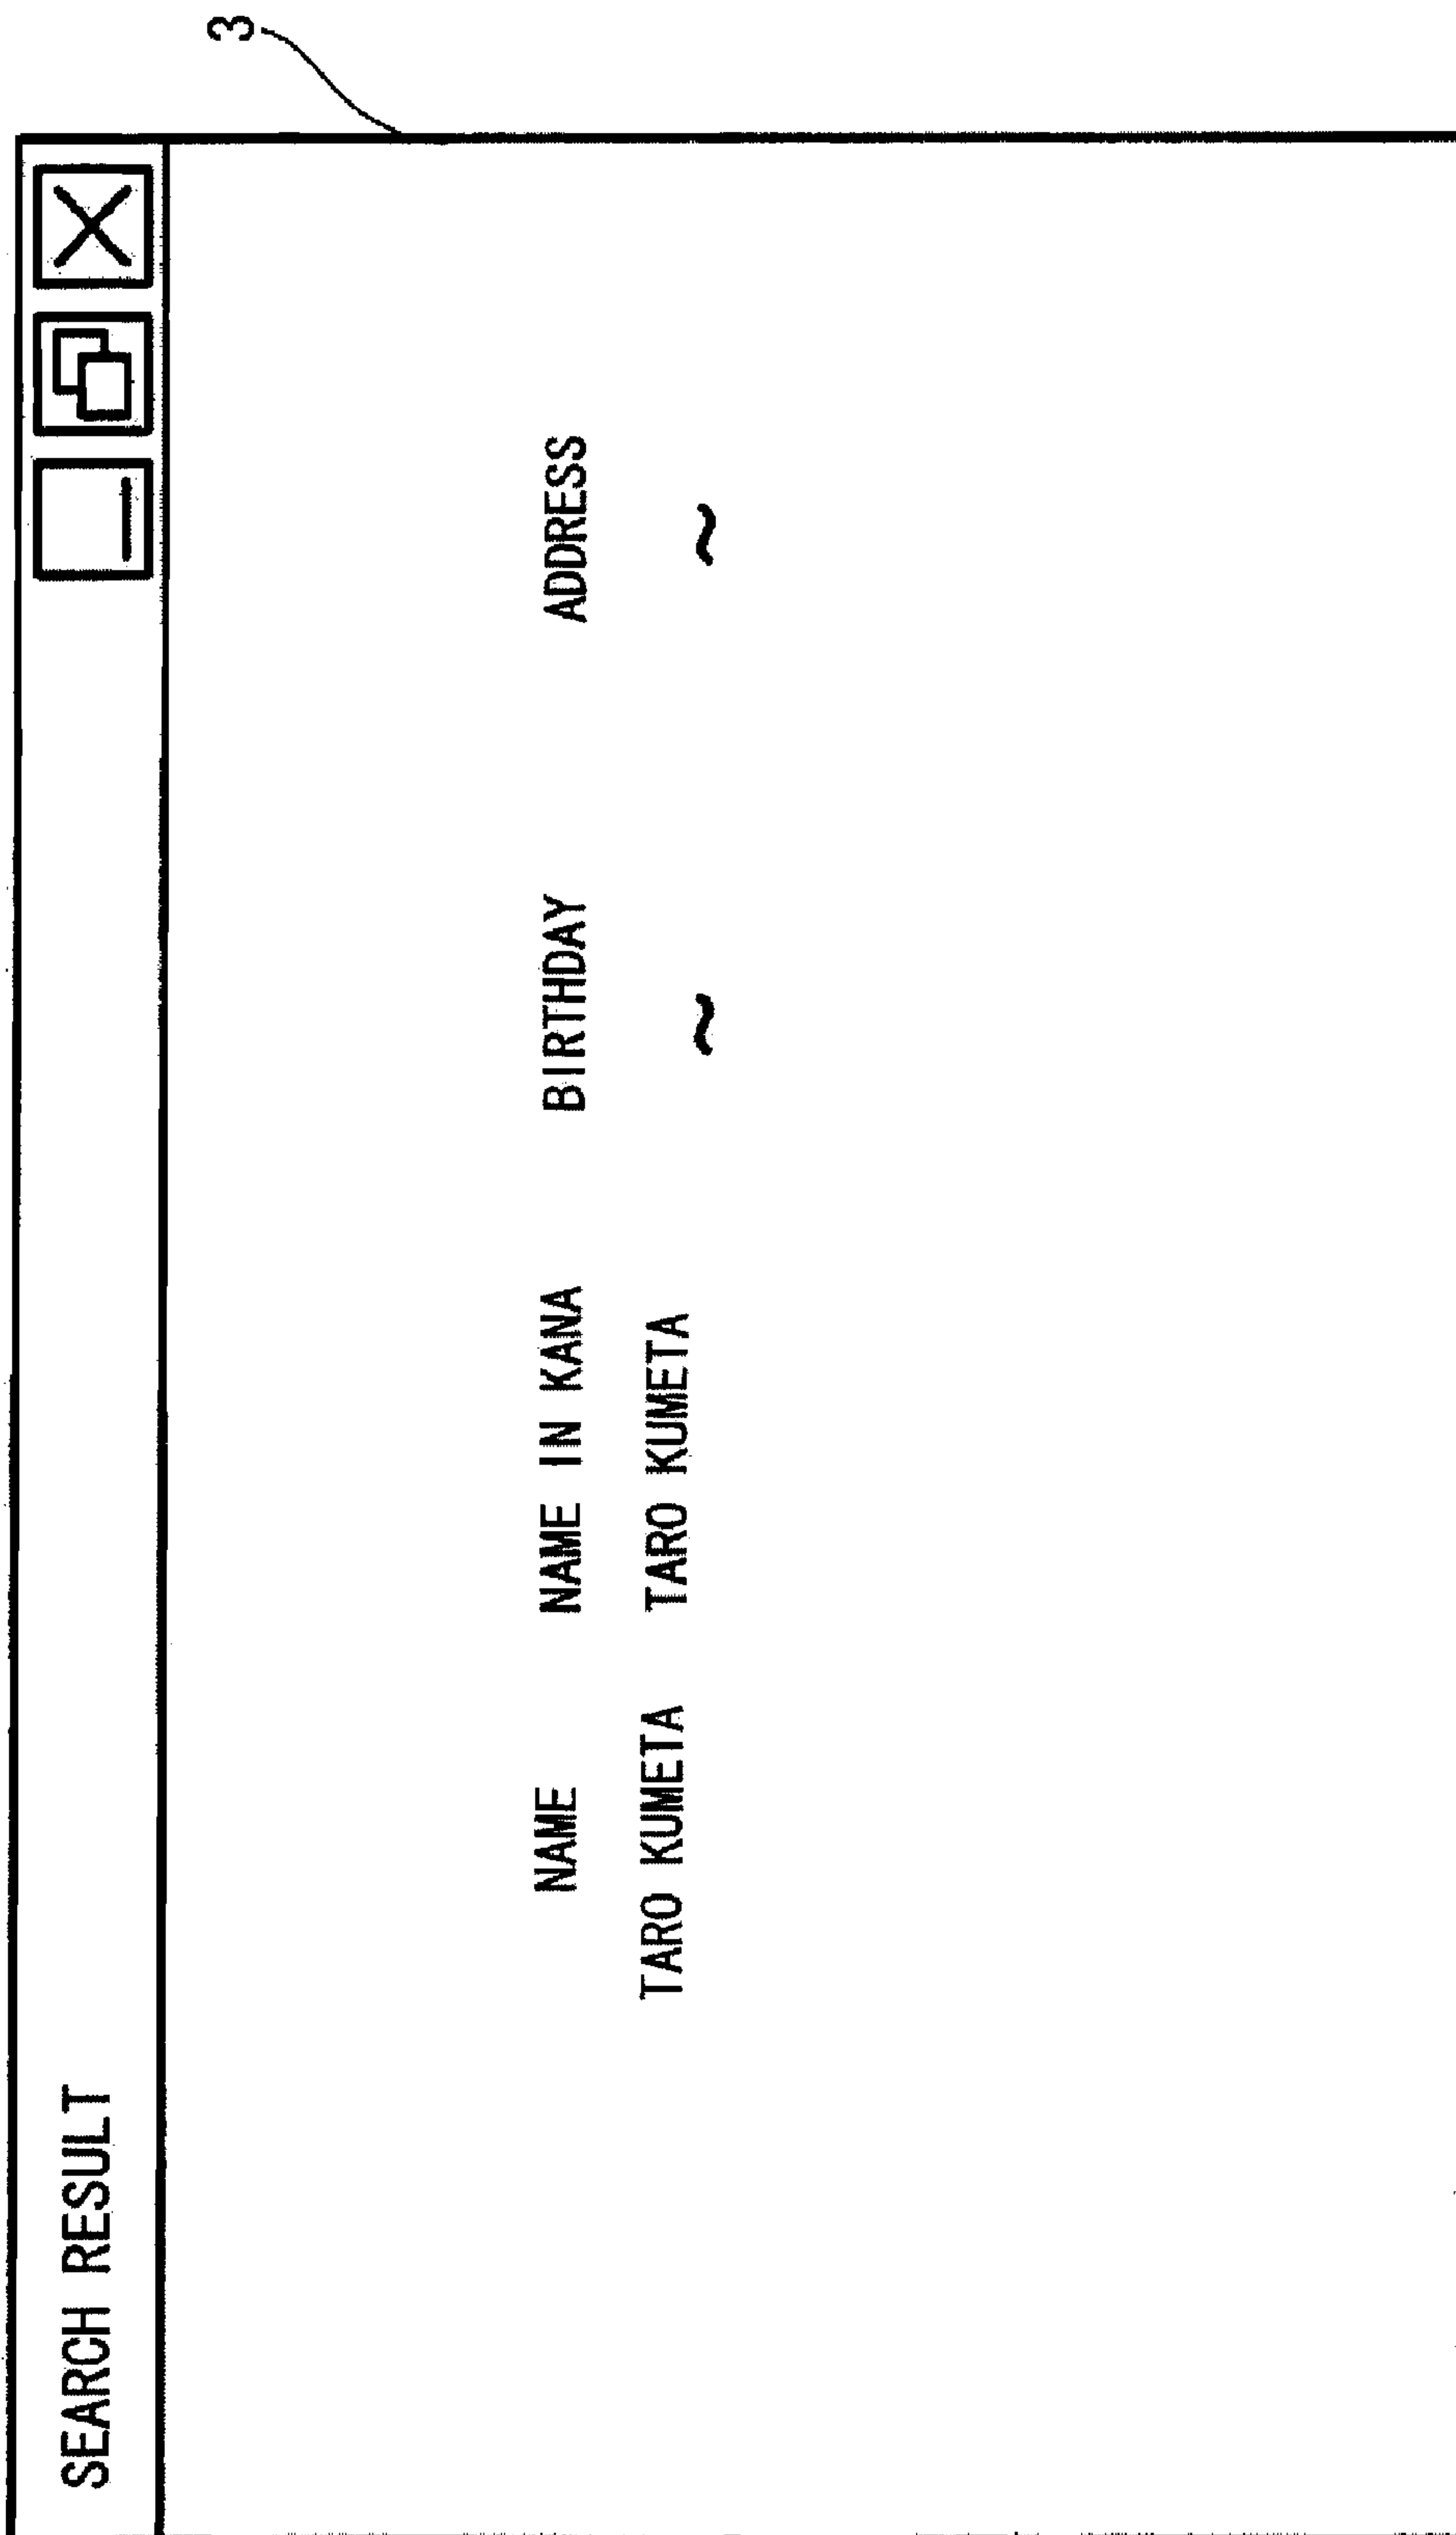 3
SEARCH RESULT
NAME NAME IN KANA BIRTHDAY ADDRESS
TARO KUMETA TARO KUMETA ~ ~